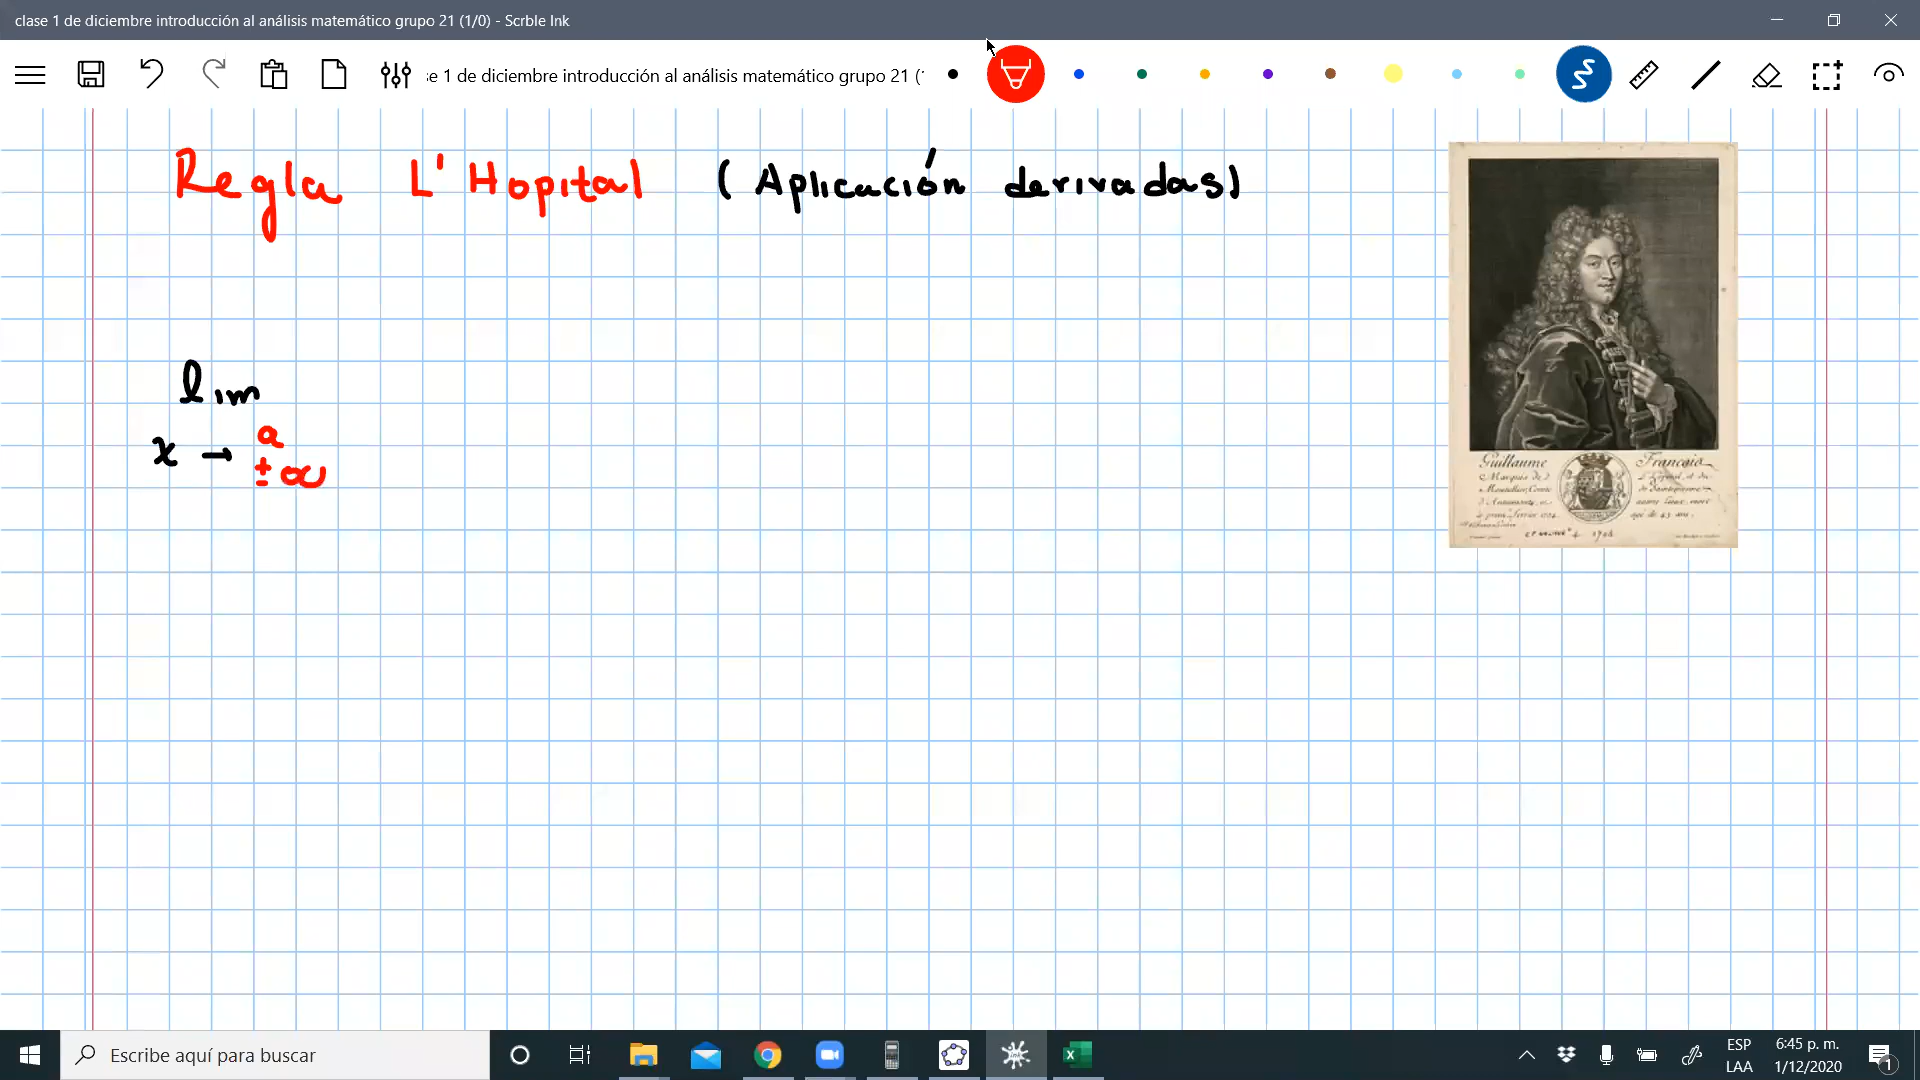 clase 1 de diciembre introducción al análisis matemático grupo 21 (1/0) - Scrble Ink
se 1 de diciembre introducción al análisis matemático grupo 21 (
Regla L'Hopital (Aplicación derivadas)
lim
x → a
± ∞
Guillaume François
Escribe aquí para buscar
ESP
LAA
6:45 p. m.
1/12/2020
1